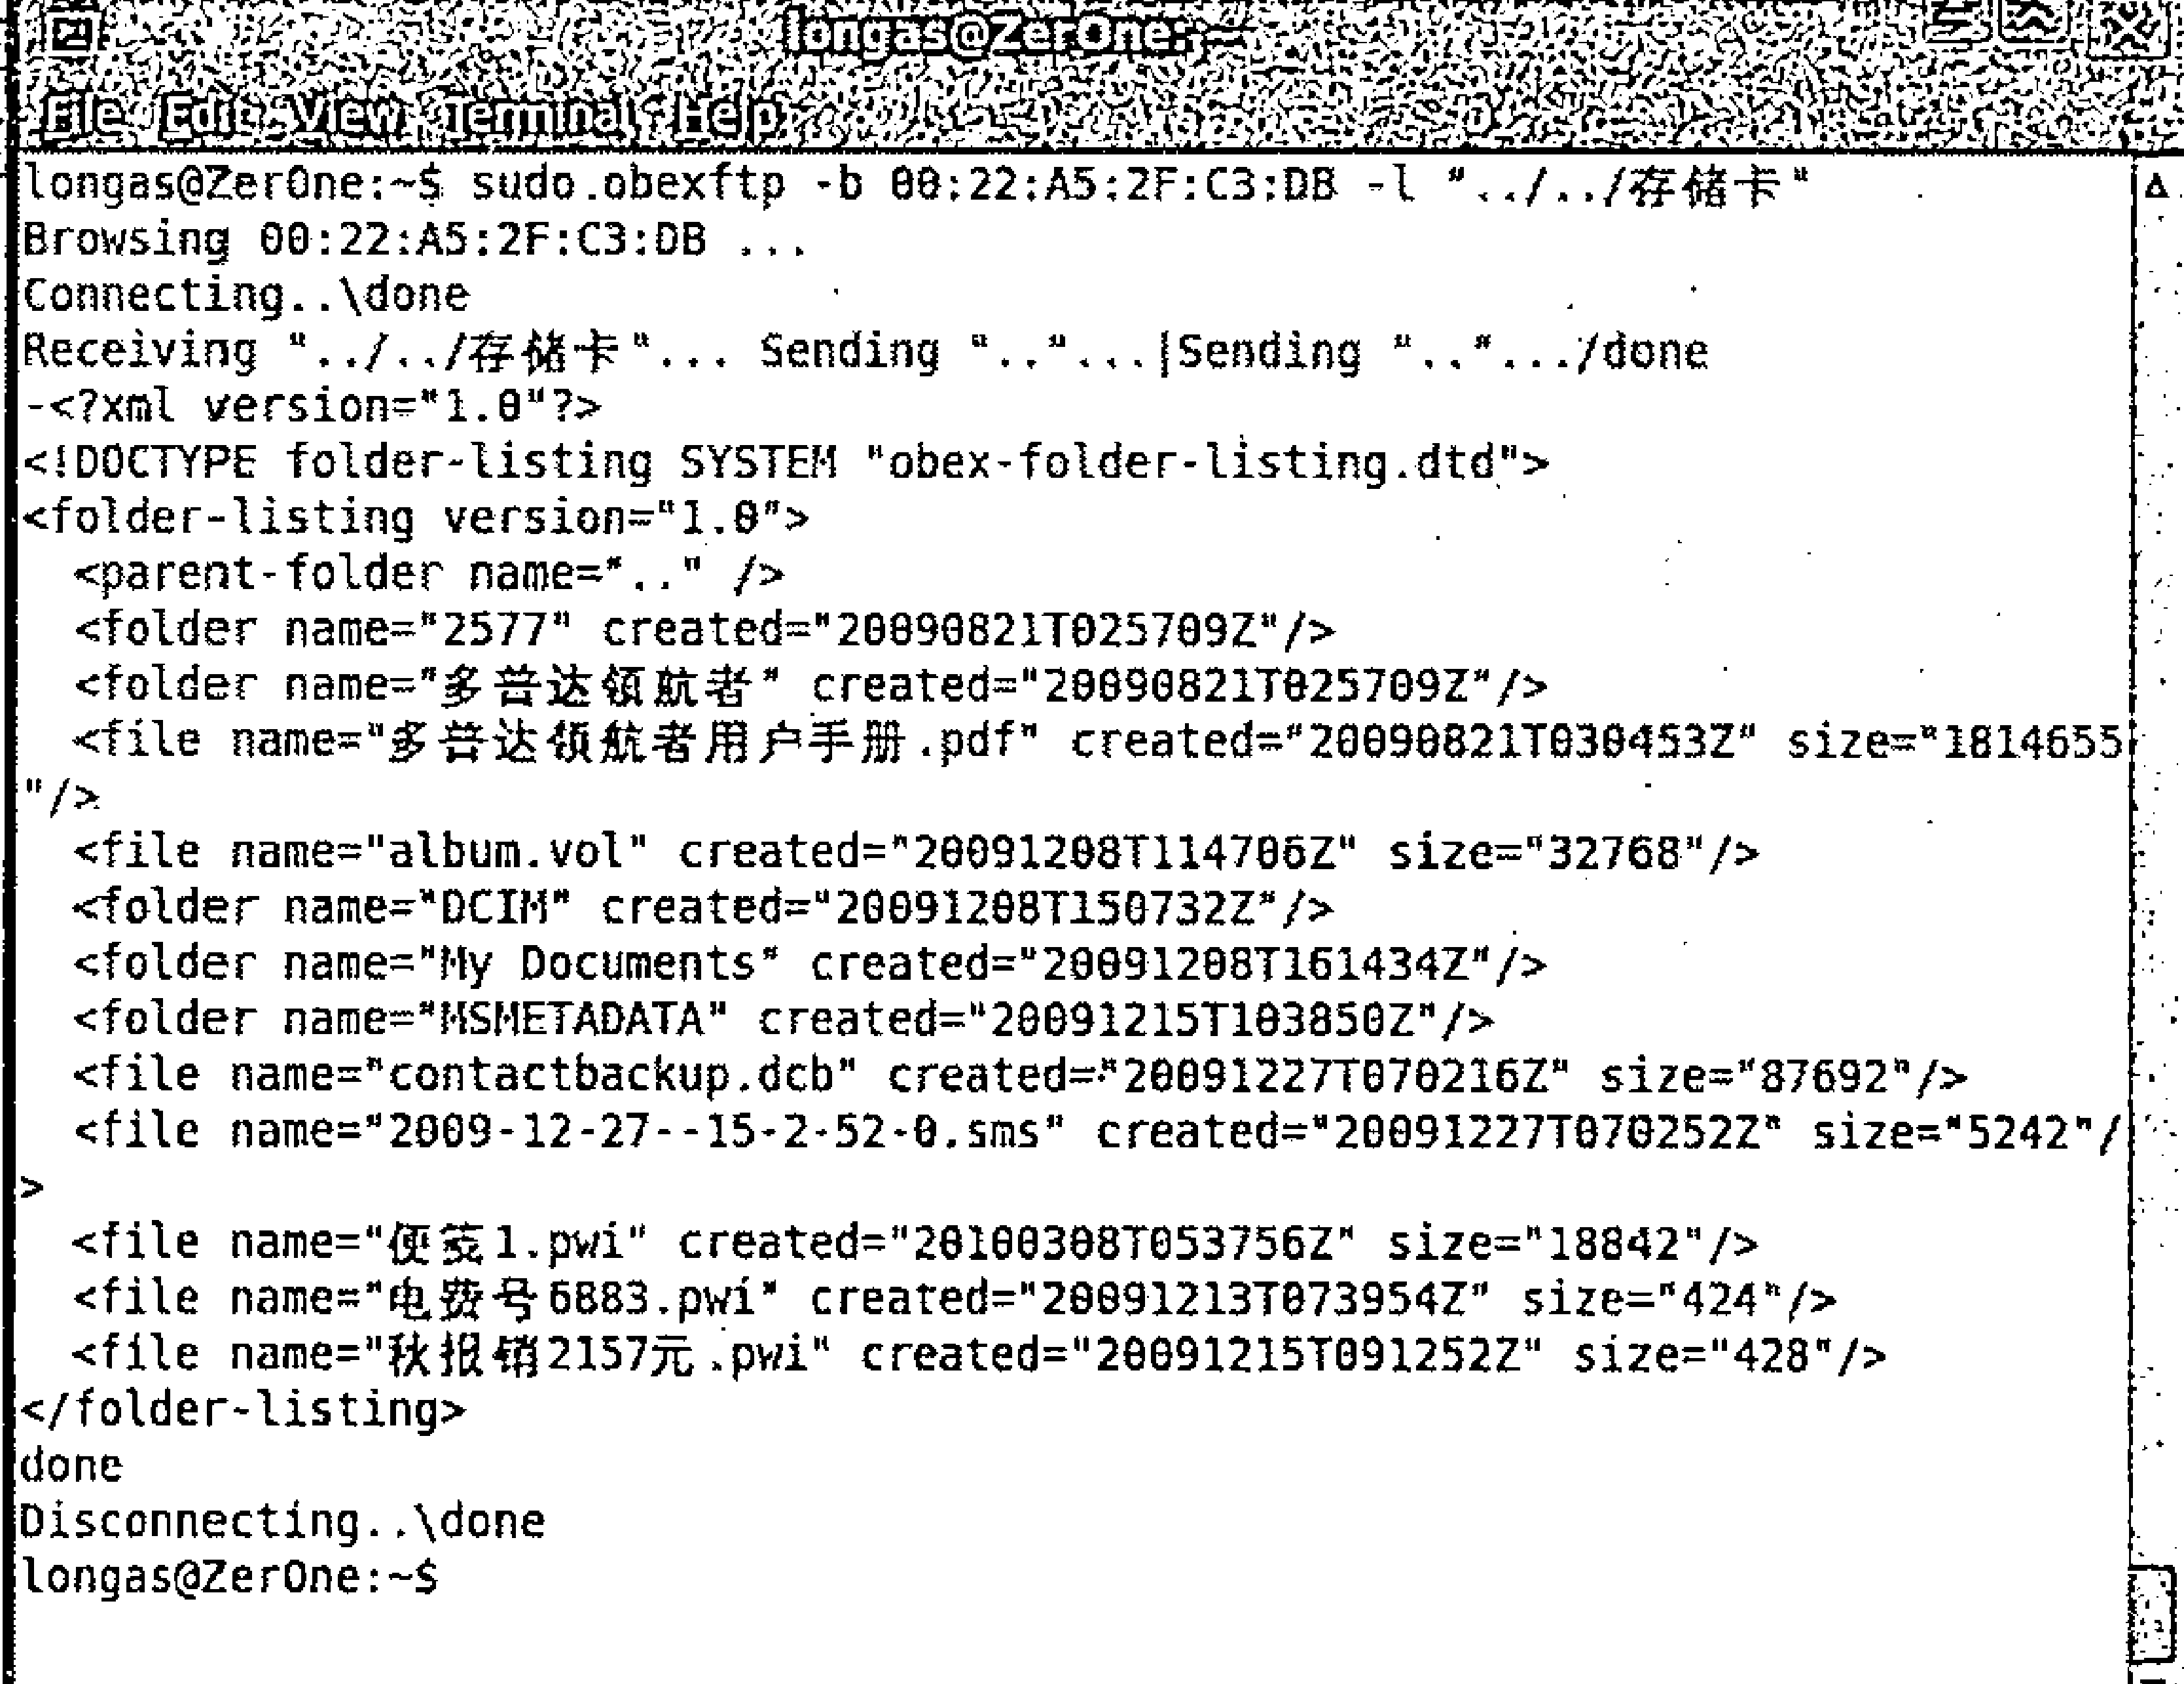 longas@ZerOne: ~
File Edit View Terminal Help
longas@ZerOne:~$ sudo.obexftp -b 00:22:A5:2F:C3:DB -l "../../存储卡"
Browsing 00:22:A5:2F:C3:DB ...
Connecting..\done
Receiving "../../存储卡"... Sending ".."...|Sending "..".../done
-<?xml version="1.0"?>
<!DOCTYPE folder-listing SYSTEM "obex-folder-listing.dtd">
<folder-listing version="1.0">
  <parent-folder name=".." />
  <folder name="2577" created="20090821T025709Z"/>
  <folder name="多普达领航者" created="20090821T025709Z"/>
  <file name="多普达领航者用户手册.pdf" created="20090821T030453Z" size="1814655
"/>
  <file name="album.vol" created="20091208T114706Z" size="32768"/>
  <folder name="DCIM" created="20091208T150732Z"/>
  <folder name="My Documents" created="20091208T161434Z"/>
  <folder name="MSMETADATA" created="20091215T103850Z"/>
  <file name="contactbackup.dcb" created="20091227T070216Z" size="87692"/>
  <file name="2009-12-27--15-2-52-0.sms" created="20091227T070252Z" size="5242"/
>
  <file name="便笺1.pwi" created="20100308T053756Z" size="18842"/>
  <file name="电费号6883.pwi" created="20091213T073954Z" size="424"/>
  <file name="秋报销2157元.pwi" created="20091215T091252Z" size="428"/>
</folder-listing>
done
Disconnecting..\done
longas@ZerOne:~$